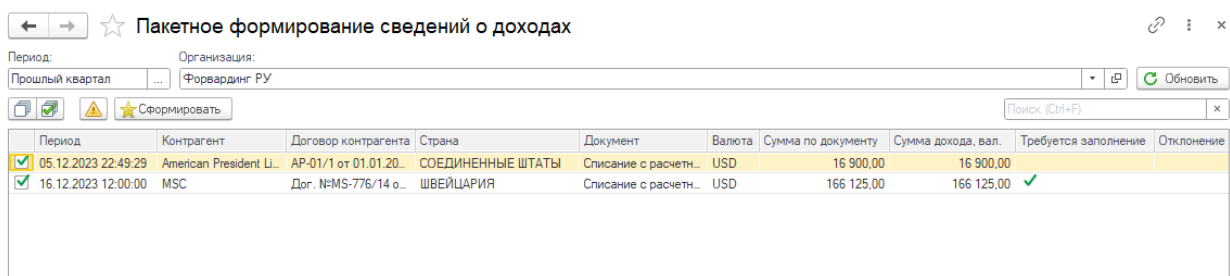 Пакетное формирование сведений о доходах
Период: Организация:
Прошлый квартал ... Форвардинг РУ Обновить
Сформировать Поиск (Ctrl+F) ×
Период Контрагент Договор контрагента Страна Документ Валюта Сумма по документу Сумма дохода, вал. Требуется заполнение Отклонение
05.12.2023 22:49:29 American President Li... AP-01/1 от 01.01.20... СОЕДИНЕННЫЕ ШТАТЫ Списание с расчетн... USD 16 900,00 16 900,00
16.12.2023 12:00:00 MSC Дог. №MS-776/14 о... ШВЕЙЦАРИЯ Списание с расчетн... USD 166 125,00 166 125,00